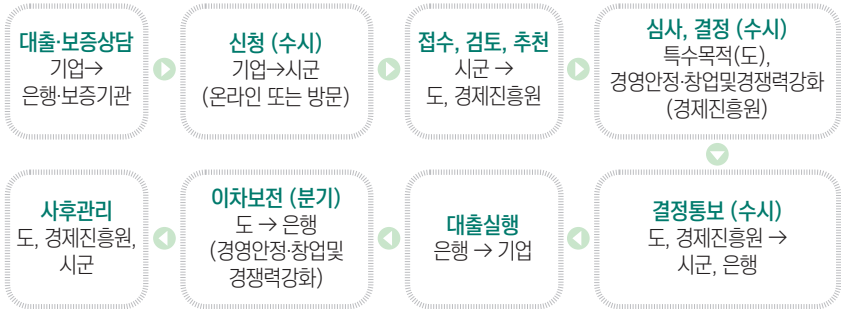 대출·보증상담
기업→
은행·보증기관
신청 (수시)
기업→시군
(온라인 또는 방문)
접수, 검토, 추천
시군 →
도, 경제진흥원
심사, 결정 (수시)
특수목적(도),
경영안정·창업및경쟁력강화
(경제진흥원)
결정통보 (수시)
도, 경제진흥원 →
시군, 은행
대출실행
은행 → 기업
이차보전 (분기)
도 → 은행
(경영안정·창업및
경쟁력강화)
사후관리
도, 경제진흥원,
시군